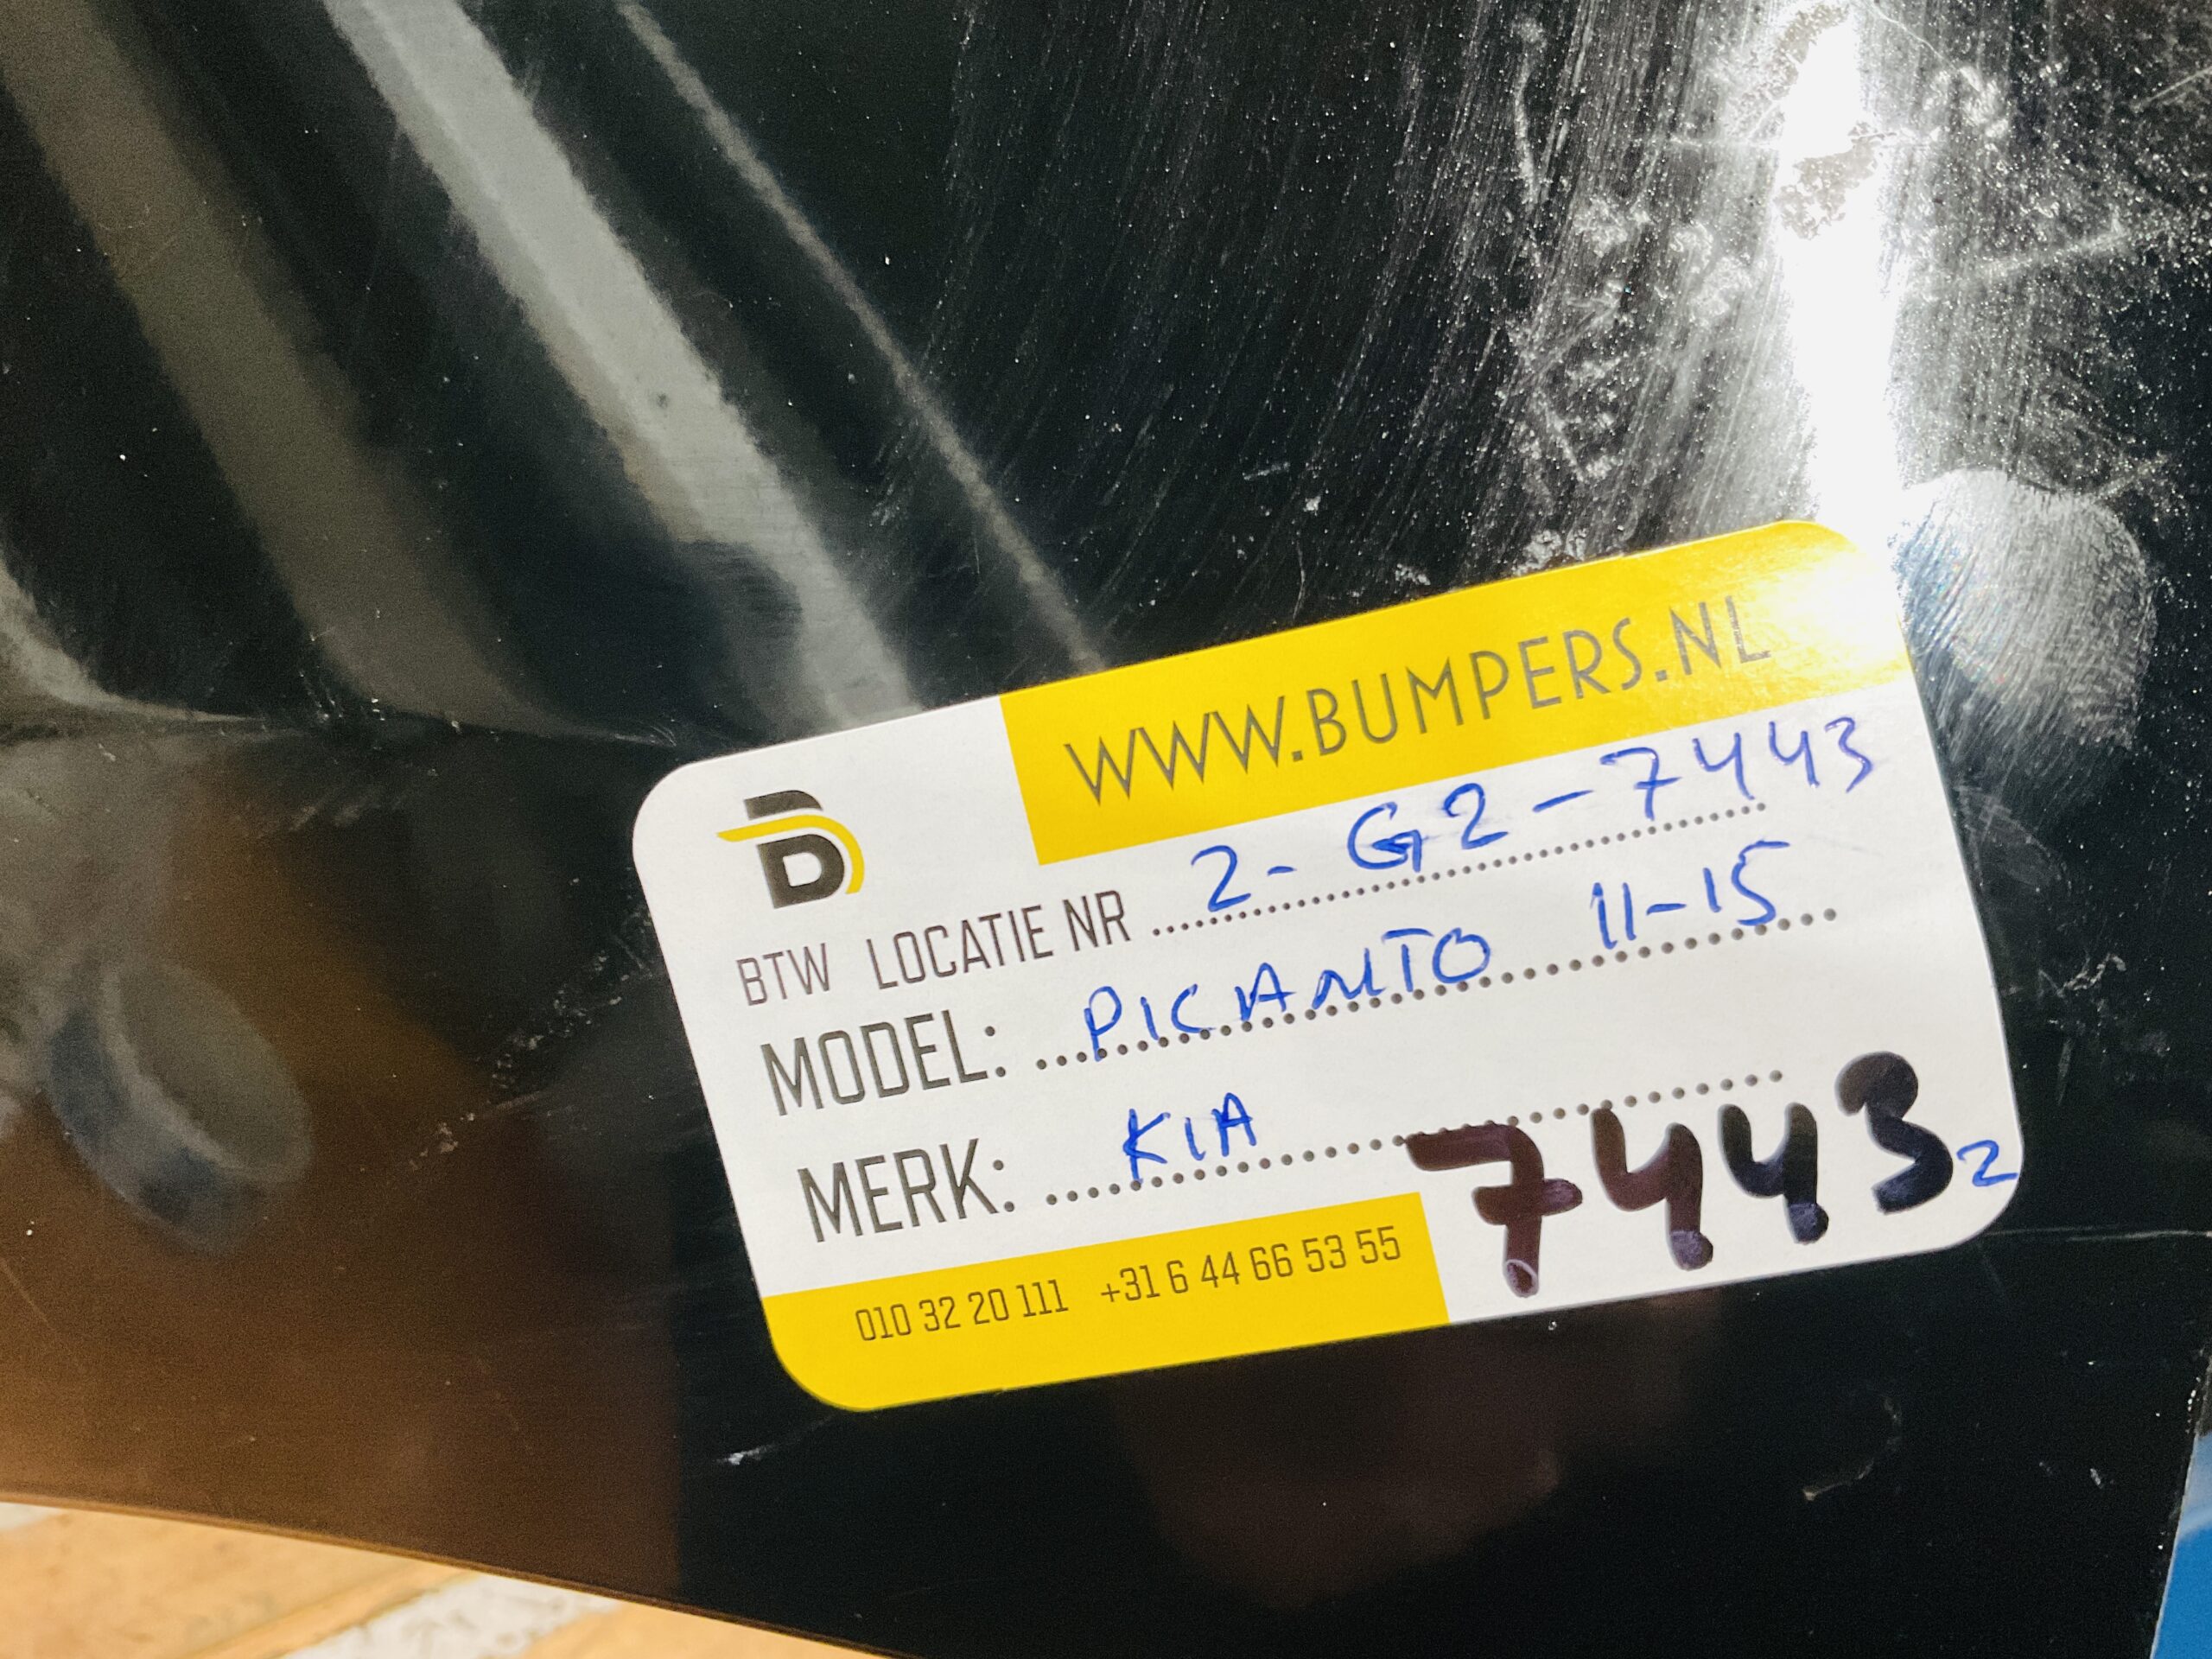 WWW.BUMPERS.NL
BTW LOCATIE NR 2-G2-7443
MODEL: PICANTO 11-15
MERK: KIA
7443 2
010 32 20 111 +31 6 44 66 53 55